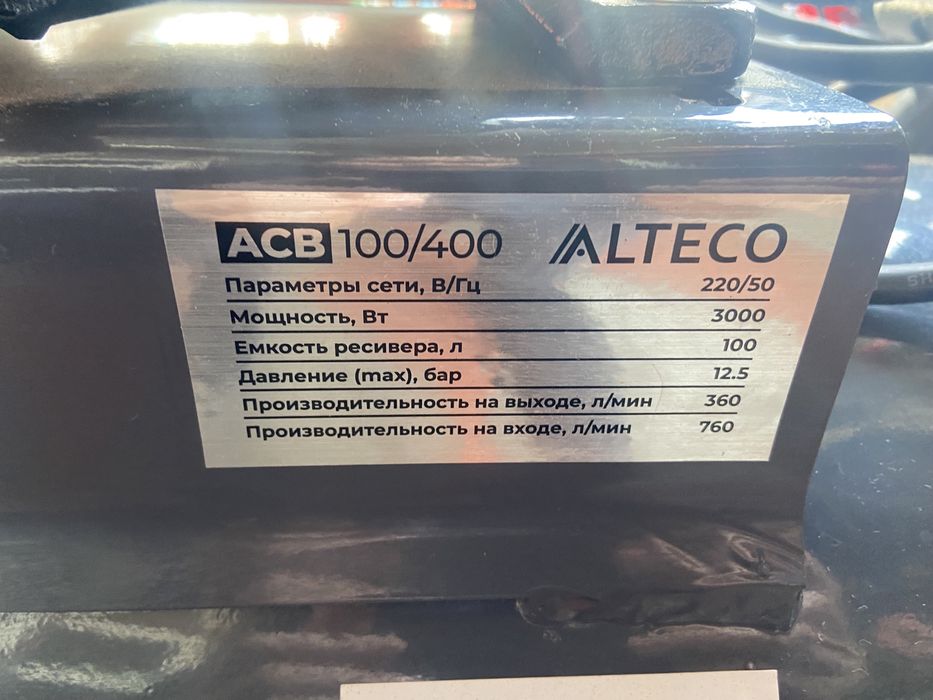 ACB 100/400 ALTECO
Параметры сети, В/Гц 220/50
Мощность, Вт 3000
Емкость ресивера, л 100
Давление (max), бар 12.5
Производительность на выходе, л/мин 360
Производительность на входе, л/мин 760